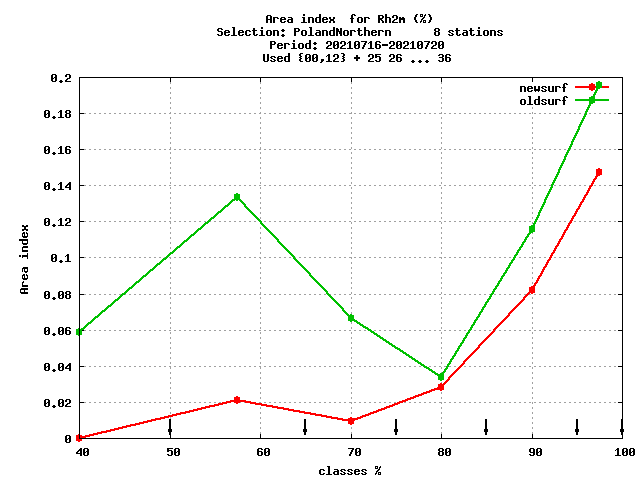 Area index  for Rh2m (%)
Selection: PolandNorthern      8 stations
Period: 20210716-20210720
Used {00,12} + 25 26 ... 36
newsurf
oldsurf
0.2
0.18
0.16
0.14
0.12
0.1
0.08
0.06
0.04
0.02
0
Area index
40 50 60 70 80 90 100
classes %